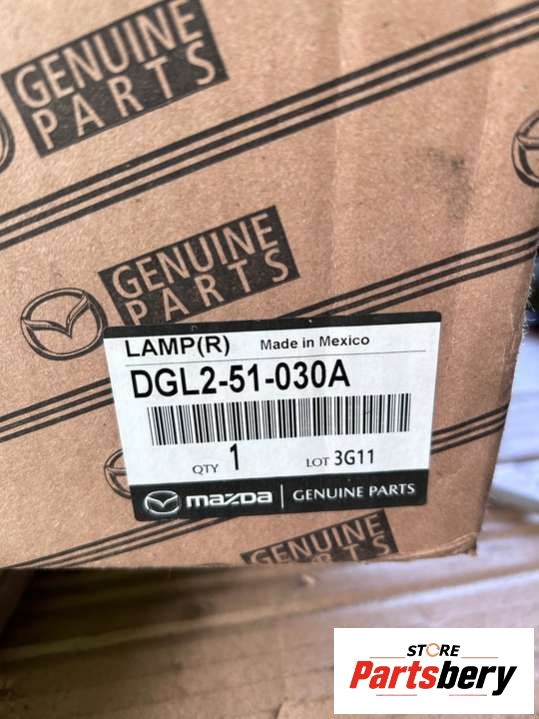 GENUINE
PARTS
GENUINE
PARTS
LAMP(R) Made in Mexico
DGL2-51-030A
QTY 1 LOT 3G11
mazda GENUINE PARTS
GENUINE
STORE
Partsbery